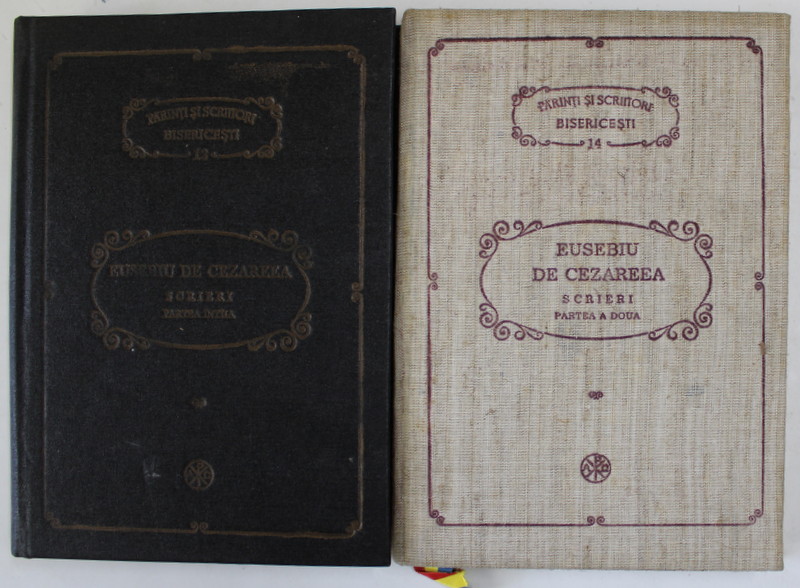 PĂRINȚI ȘI SCRIITORI
BISERICEȘTI
EUSEBIU DE CEZAREEA
SCRIERI
PARTEA ÎNTÎIA
PĂRINȚI ȘI SCRIITORI
BISERICEȘTI
14
EUSEBIU
DE CEZAREEA
SCRIERI
PARTEA A DOUA